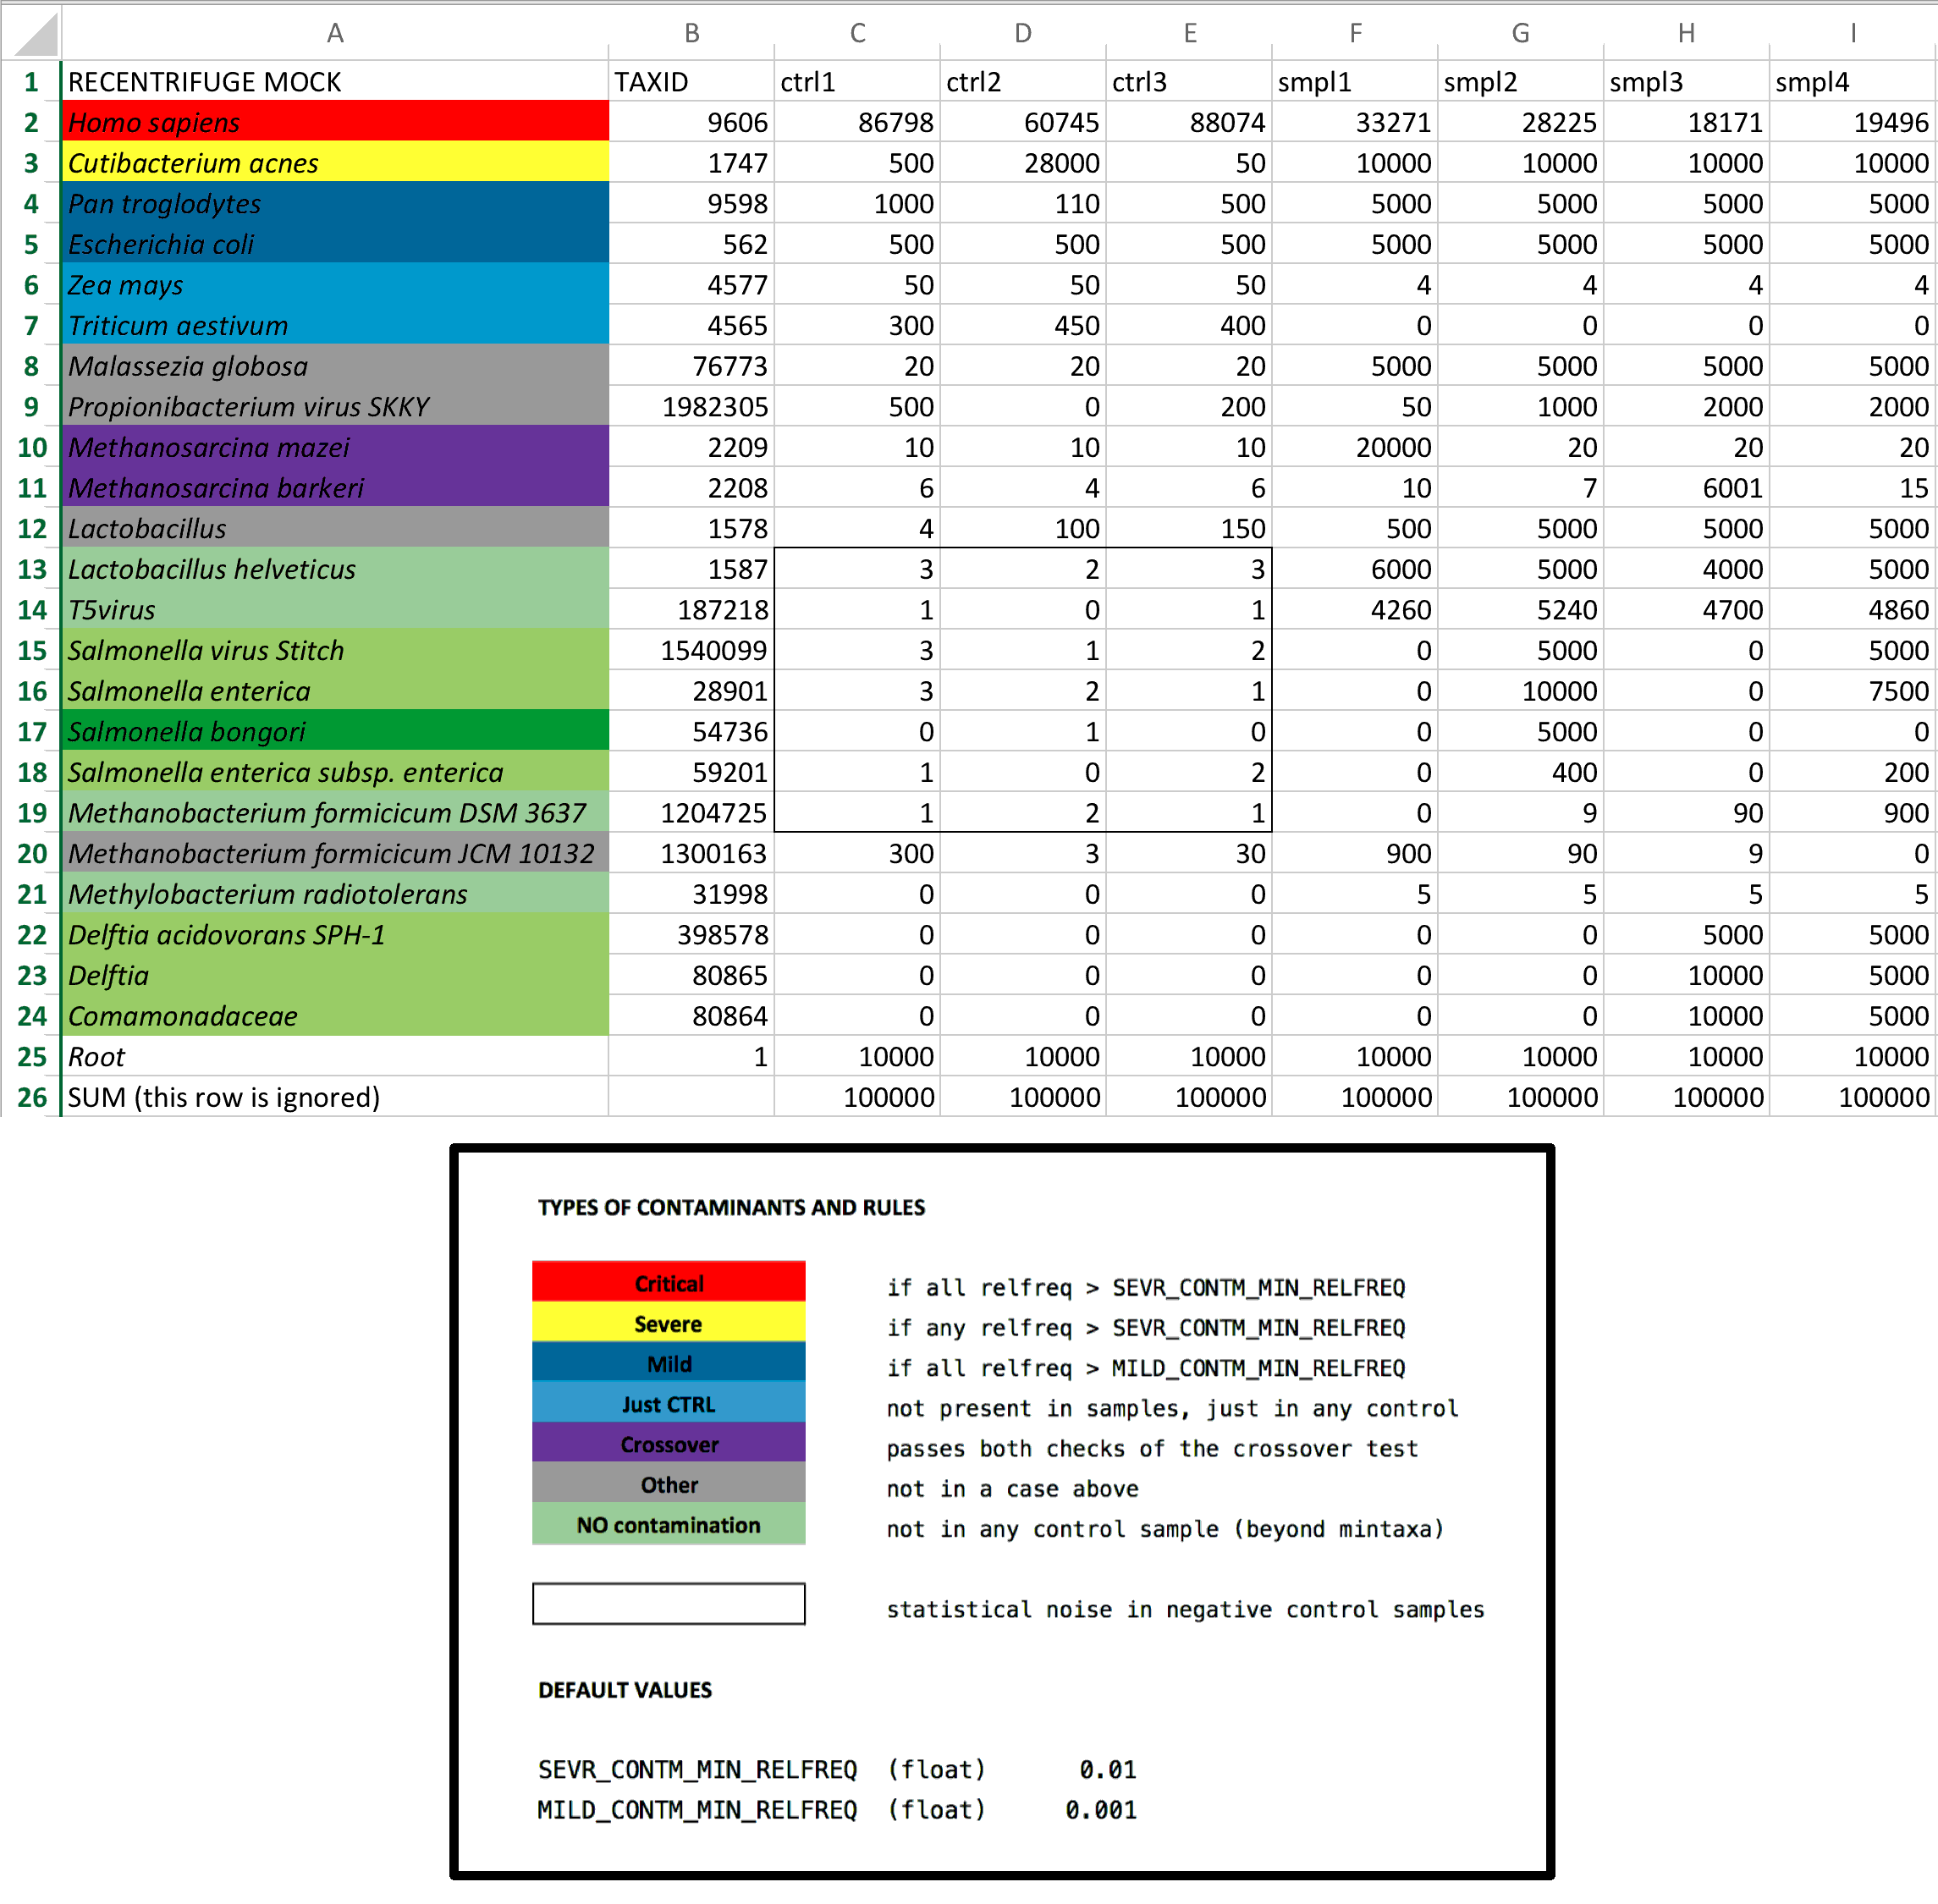 A B C D E F G H I
1 RECENTRIFUGE MOCK TAXID ctrl1 ctrl2 ctrl3 smpl1 smpl2 smpl3 smpl4
2 Homo sapiens 9606 86798 60745 88074 33271 28225 18171 19496
3 Cutibacterium acnes 1747 500 28000 50 10000 10000 10000 10000
4 Pan troglodytes 9598 1000 110 500 5000 5000 5000 5000
5 Escherichia coli 562 500 500 500 5000 5000 5000 5000
6 Zea mays 4577 50 50 50 4 4 4 4
7 Triticum aestivum 4565 300 450 400 0 0 0 0
8 Malassezia globosa 76773 20 20 20 5000 5000 5000 5000
9 Propionibacterium virus SKKY 1982305 500 0 200 50 1000 2000 2000
10 Methanosarcina mazei 2209 10 10 10 20000 20 20 20
11 Methanosarcina barkeri 2208 6 4 6 10 7 6001 15
12 Lactobacillus 1578 4 100 150 500 5000 5000 5000
13 Lactobacillus helveticus 1587 3 2 3 6000 5000 4000 5000
14 T5virus 187218 1 0 1 4260 5240 4700 4860
15 Salmonella virus Stitch 1540099 3 1 2 0 5000 0 5000
16 Salmonella enterica 28901 3 2 1 0 10000 0 7500
17 Salmonella bongori 54736 0 1 0 0 5000 0 0
18 Salmonella enterica subsp. enterica 59201 1 0 2 0 400 0 200
19 Methanobacterium formicicum DSM 3637 1204725 1 2 1 0 9 90 900
20 Methanobacterium formicicum JCM 10132 1300163 300 3 30 900 90 9 0
21 Methylobacterium radiotolerans 31998 0 0 0 5 5 5 5
22 Delftia acidovorans SPH-1 398578 0 0 0 0 0 5000 5000
23 Delftia 80865 0 0 0 0 0 10000 5000
24 Comamonadaceae 80864 0 0 0 0 0 10000 5000
25 Root 1 10000 10000 10000 10000 10000 10000 10000
26 SUM (this row is ignored) 100000 100000 100000 100000 100000 100000 100000
TYPES OF CONTAMINANTS AND RULES
Critical if all relfreq > SEVR_CONTM_MIN_RELFREQ
Severe if any relfreq > SEVR_CONTM_MIN_RELFREQ
Mild if all relfreq > MILD_CONTM_MIN_RELFREQ
Just CTRL not present in samples, just in any control
Crossover passes both checks of the crossover test
Other not in a case above
NO contamination not in any control sample (beyond mintaxa)
statistical noise in negative control samples
DEFAULT VALUES
SEVR_CONTM_MIN_RELFREQ (float) 0.01
MILD_CONTM_MIN_RELFREQ (float) 0.001